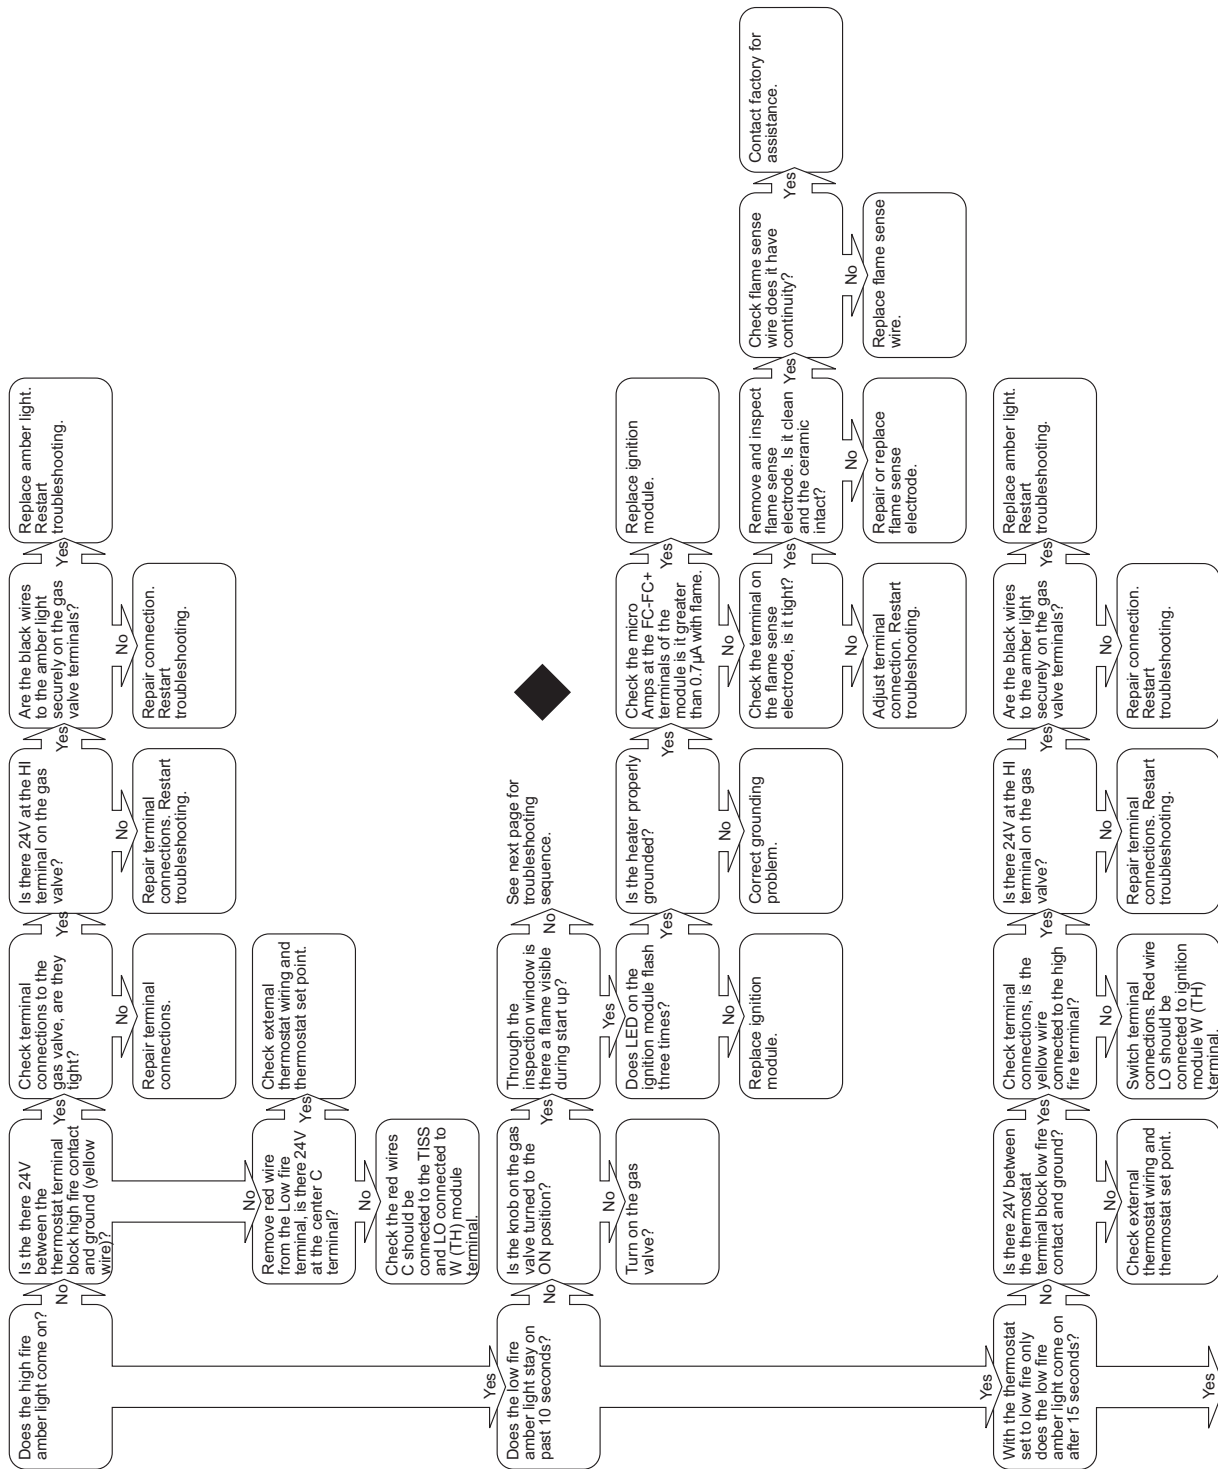 Does the high fire
amber light come on?
No
Is the there 24V
between the
thermostat terminal
block high fire contact
and ground (yellow
wire)?
Yes
Check terminal
connections to the
gas valve, are they
tight?
Yes
Is there 24V at the HI
terminal on the gas
valve?
Yes
Are the black wires
to the amber light
securely on the gas
valve terminals?
Yes
Replace amber light.
Restart
troubleshooting.
No
Repair terminal
connections.
No
Repair terminal
connections. Restart
troubleshooting.
No
Repair connection.
Restart
troubleshooting.
No
Remove red wire
from the Low fire
terminal, is there 24V
at the center C
terminal?
Yes
Check external
thermostat wiring and
thermostat set point.
No
Check the red wires
C should be
connected to the TISS
and LO connected to
W (TH) module
terminal.
Yes
Does the low fire
amber light stay on
past 10 seconds?
No
Is the knob on the gas
valve turned to the
ON position?
Yes
Through the
inspection window is
there a flame visible
during start up?
No
See next page for
troubleshooting
sequence.
No
Turn on the gas
valve?
Yes
Does LED on the
ignition module flash
three times?
Yes
Is the heater properly
grounded?
Yes
Check the micro
Amps at the FC-FC+
terminals of the
module is it greater
than 0.7µA with flame.
Yes
Replace ignition
module.
No
Replace ignition
module.
No
Correct grounding
problem.
No
Check the terminal on
the flame sense
electrode, is it tight?
Yes
Remove and inspect
flame sense
electrode. Is it clean
and the ceramic
intact?
Yes
Check flame sense
wire does it have
continuity?
Yes
Contact factory for
assistance.
No
Adjust terminal
connection. Restart
troubleshooting.
No
Repair or replace
flame sense
electrode.
No
Replace flame sense
wire.
Yes
With the thermostat
set to low fire only
does the low fire
amber light come on
after 15 seconds?
No
Is there 24V between
the thermostat
terminal block low fire
contact and ground?
Yes
Check terminal
connections, is the
yellow wire
connected to the high
fire terminal?
Yes
Is there 24V at the HI
terminal on the gas
valve?
Yes
Are the black wires
to the amber light
securely on the gas
valve terminals?
Yes
Replace amber light.
Restart
troubleshooting.
No
Check external
thermostat wiring and
thermostat set point.
No
Switch terminal
connections. Red wire
LO should be
connected to ignition
module W (TH)
terminal.
No
Repair terminal
connections. Restart
troubleshooting.
No
Repair connection.
Restart
troubleshooting.
Yes